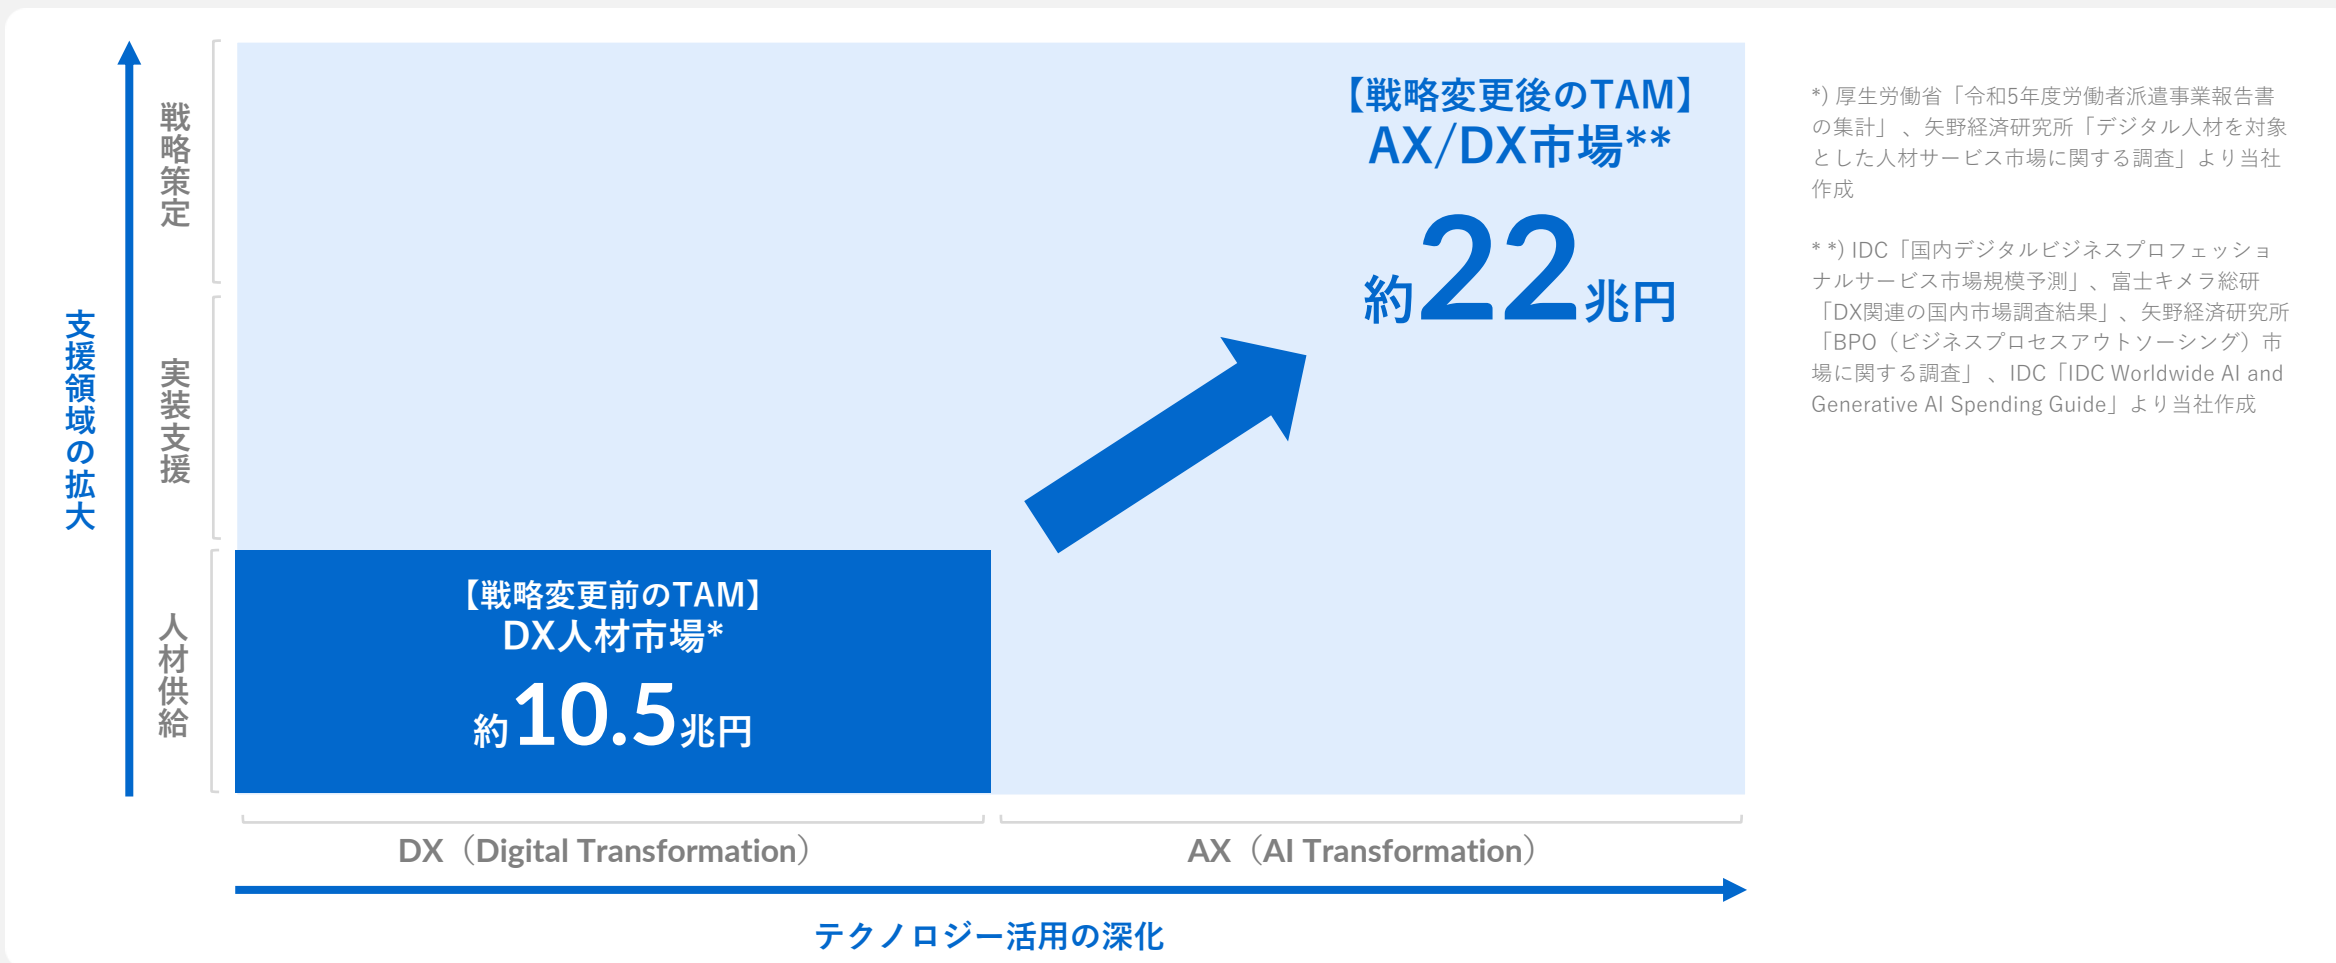 支援領域の拡大
戦略策定
実装支援
人材供給
【戦略変更後のTAM】
AX/DX市場**
約22兆円
【戦略変更前のTAM】
DX人材市場*
約10.5兆円
DX（Digital Transformation）
AX（AI Transformation）
テクノロジー活用の深化
*) 厚生労働省「令和5年度労働者派遣事業報告書
の集計」、矢野経済研究所「デジタル人材を対象
とした人材サービス市場に関する調査」より当社
作成
* *) IDC「国内デジタルビジネスプロフェッショ
ナルサービス市場規模予測」、富士キメラ総研
「DX関連の国内市場調査結果」、矢野経済研究所
「BPO（ビジネスプロセスアウトソーシング）市
場に関する調査」、IDC「IDC Worldwide AI and
Generative AI Spending Guide」より当社作成